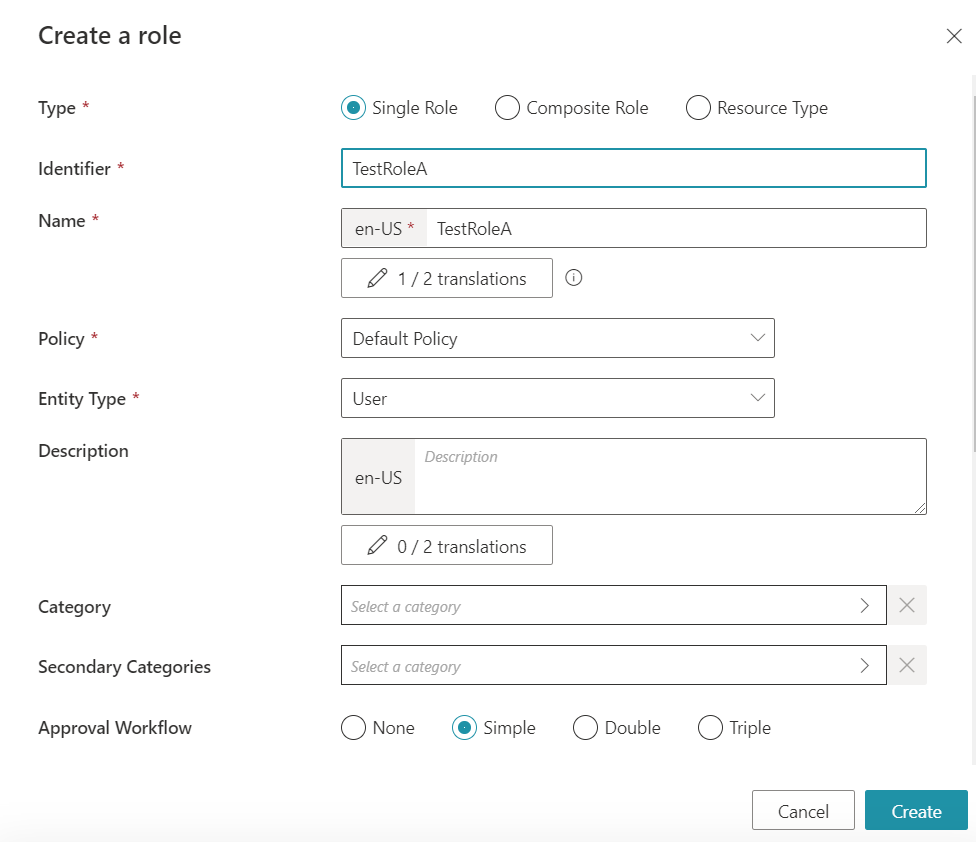 Create a role
Type *
Single Role
Composite Role
Resource Type
Identifier *
TestRoleA
Name *
en-US *
TestRoleA
1 / 2 translations
Policy *
Default Policy
Entity Type *
User
Description
en-US
Description
0 / 2 translations
Category
Select a category
Secondary Categories
Select a category
Approval Workflow
None
Simple
Double
Triple
Cancel
Create